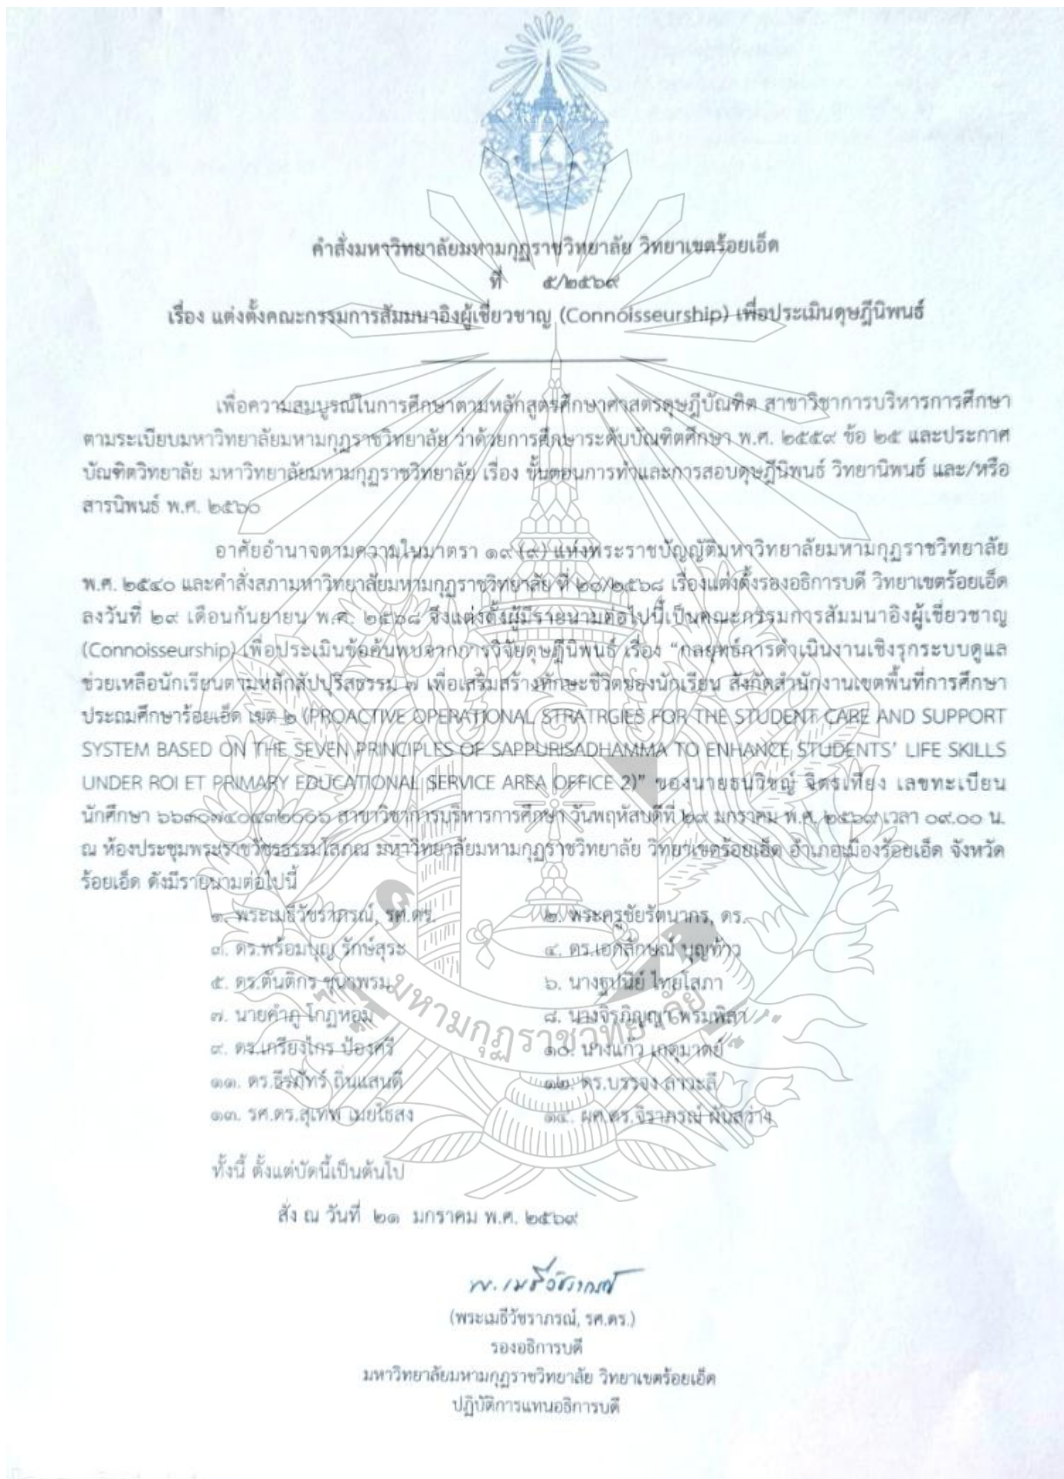 คำสั่งมหาวิทยาลัยมหามกุฏราชวิทยาลัย วิทยาเขตร้อยเอ็ด
ที่ ๕/๒๕๖๙
เรื่อง แต่งตั้งคณะกรรมการสัมมนาอิงผู้เชี่ยวชาญ (Connoisseurship) เพื่อประเมินดุษฎีนิพนธ์
เพื่อความสมบูรณ์ในการศึกษาตามหลักสูตรศึกษาศาสตรดุษฎีบัณฑิต สาขาวิชาการบริหารการศึกษา
ตามระเบียบมหาวิทยาลัยมหามกุฏราชวิทยาลัย ว่าด้วยการศึกษาระดับบัณฑิตศึกษา พ.ศ. ๒๕๕๙ ข้อ ๒๕ และประกาศ
บัณฑิตวิทยาลัย มหาวิทยาลัยมหามกุฏราชวิทยาลัย เรื่อง ขั้นตอนการทำและการสอบดุษฎีนิพนธ์ วิทยานิพนธ์ และ/หรือ
สารนิพนธ์ พ.ศ. ๒๕๖๐
อาศัยอำนาจตามความในมาตรา ๑๙ (๙) แห่งพระราชบัญญัติมหาวิทยาลัยมหามกุฏราชวิทยาลัย
พ.ศ. ๒๕๔๐ และคำสั่งสภามหาวิทยาลัยมหามกุฏราชวิทยาลัย ที่ ๒๐/๒๕๖๘ เรื่องแต่งตั้งรองอธิการบดี วิทยาเขตร้อยเอ็ด
ลงวันที่ ๒๙ เดือนกันยายน พ.ศ. ๒๕๖๘ จึงแต่งตั้งผู้มีรายนามต่อไปนี้เป็นคณะกรรมการสัมมนาอิงผู้เชี่ยวชาญ
(Connoisseurship) เพื่อประเมินข้อค้นพบจากการวิจัยดุษฎีนิพนธ์ เรื่อง “กลยุทธ์การดำเนินงานเชิงรุกระบบดูแล
ช่วยเหลือนักเรียนตามหลักสัปปุริสธรรม ๗ เพื่อเสริมสร้างทักษะชีวิตของนักเรียน สังกัดสำนักงานเขตพื้นที่การศึกษา
ประถมศึกษาร้อยเอ็ด เขต ๒ (PROACTIVE OPERATIONAL STRATRGIES FOR THE STUDENT CARE AND SUPPORT
SYSTEM BASED ON THE SEVEN PRINCIPLES OF SAPPURISADHAMMA TO ENHANCE STUDENTS’ LIFE SKILLS
UNDER ROI ET PRIMARY EDUCATIONAL SERVICE AREA OFFICE 2)” ของนายธนวิชญ์ จิตรเที่ยง เลขทะเบียน
นักศึกษา ๖๖๓๐๗๔๐๔๓๒๐๐๖ สาขาวิชาการบริหารการศึกษา วันพฤหัสบดีที่ ๒๙ มกราคม พ.ศ. ๒๕๖๙ เวลา ๐๙.๐๐ น.
ณ ห้องประชุมพระราชวัชรธรรมโสภณ มหาวิทยาลัยมหามกุฏราชวิทยาลัย วิทยาเขตร้อยเอ็ด อำเภอเมืองร้อยเอ็ด จังหวัด
ร้อยเอ็ด ดังมีรายนามต่อไปนี้
๑. พระเมธีวัชราภรณ์, รศ.ดร. ๒. พระครูชัยรัตนากร, ดร.
๓. ดร.พร้อมบุญ รักษ์สุระ ๔. ดร.เอกลักษณ์ บุญท้าว
๕. ดร.ตันติกร ขุนาพรม ๖. นางฐปนีย์ ไทยโสภา
๗. นายคำภู โกฏหอม ๘. นางจิรภิญญา พรมพิลา
๙. ดร.เกรียงไกร ป้องศรี ๑๐. นางแก้ว เกตุมาตย์
๑๑. ดร.ธีรภัทร์ ถิ่นแสนดี ๑๒. ดร.บรรจง ลาวะลี
๑๓. รศ.ดร.สุเทพ เมยไธสง ๑๔. ผศ.ดร.จิราภรณ์ ผันสว่าง
มหามกุฏราชวิทยาลัย
ทั้งนี้ ตั้งแต่บัดนี้เป็นต้นไป
สั่ง ณ วันที่ ๒๑ มกราคม พ.ศ. ๒๕๖๙
พ.เมธีวัชราภรณ์
(พระเมธีวัชราภรณ์, รศ.ดร.)
รองอธิการบดี
มหาวิทยาลัยมหามกุฏราชวิทยาลัย วิทยาเขตร้อยเอ็ด
ปฏิบัติการแทนอธิการบดี